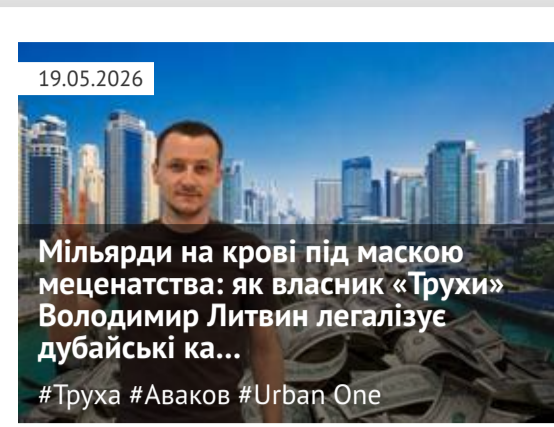 19.05.2026
Мільярди на крові під маскою
меценатства: як власник «Трухи»
Володимир Литвин легалізує
дубайські ка...
#Труха #Аваков #Urban One